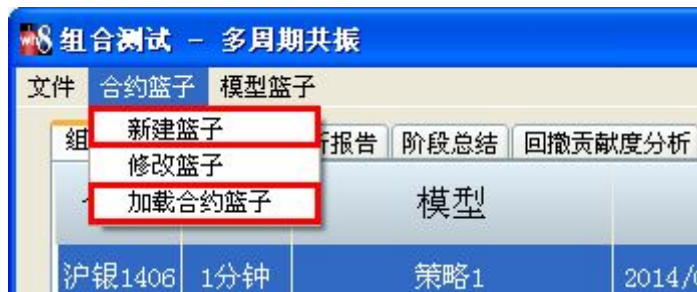 wh8 组合测试 - 多周期共振
文件 合约篮子 模型篮子
新建篮子
修改篮子
加载合约篮子
组 报告 阶段总结 回撤贡献度分析
模型
沪银1406 1分钟 策略1 2014/